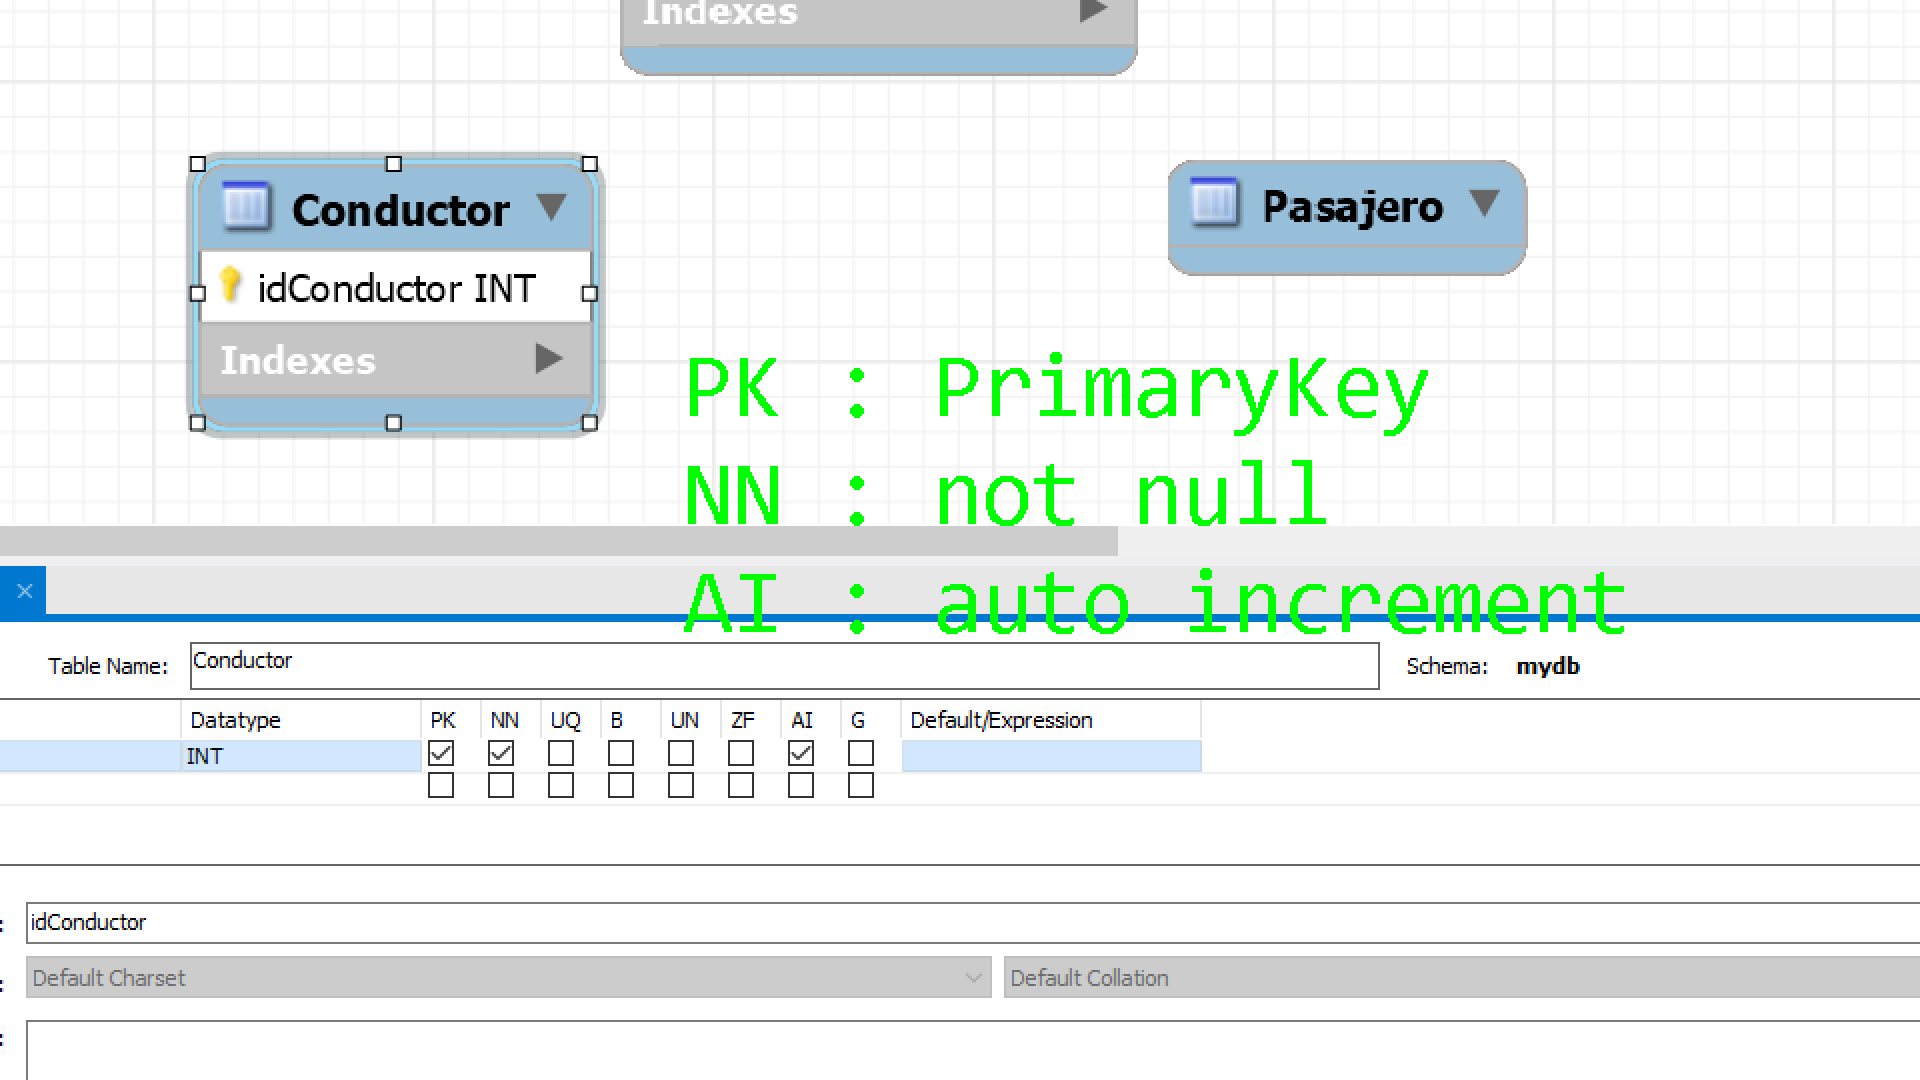 Indexes
Conductor
Pasajero
idConductor INT
Indexes
PK : PrimaryKey
NN : not null
AI : auto increment
Table Name: Conductor Schema: mydb
Datatype PK NN UQ B UN ZF AI G Default/Expression
INT
: idConductor
: Default Charset Default Collation
: